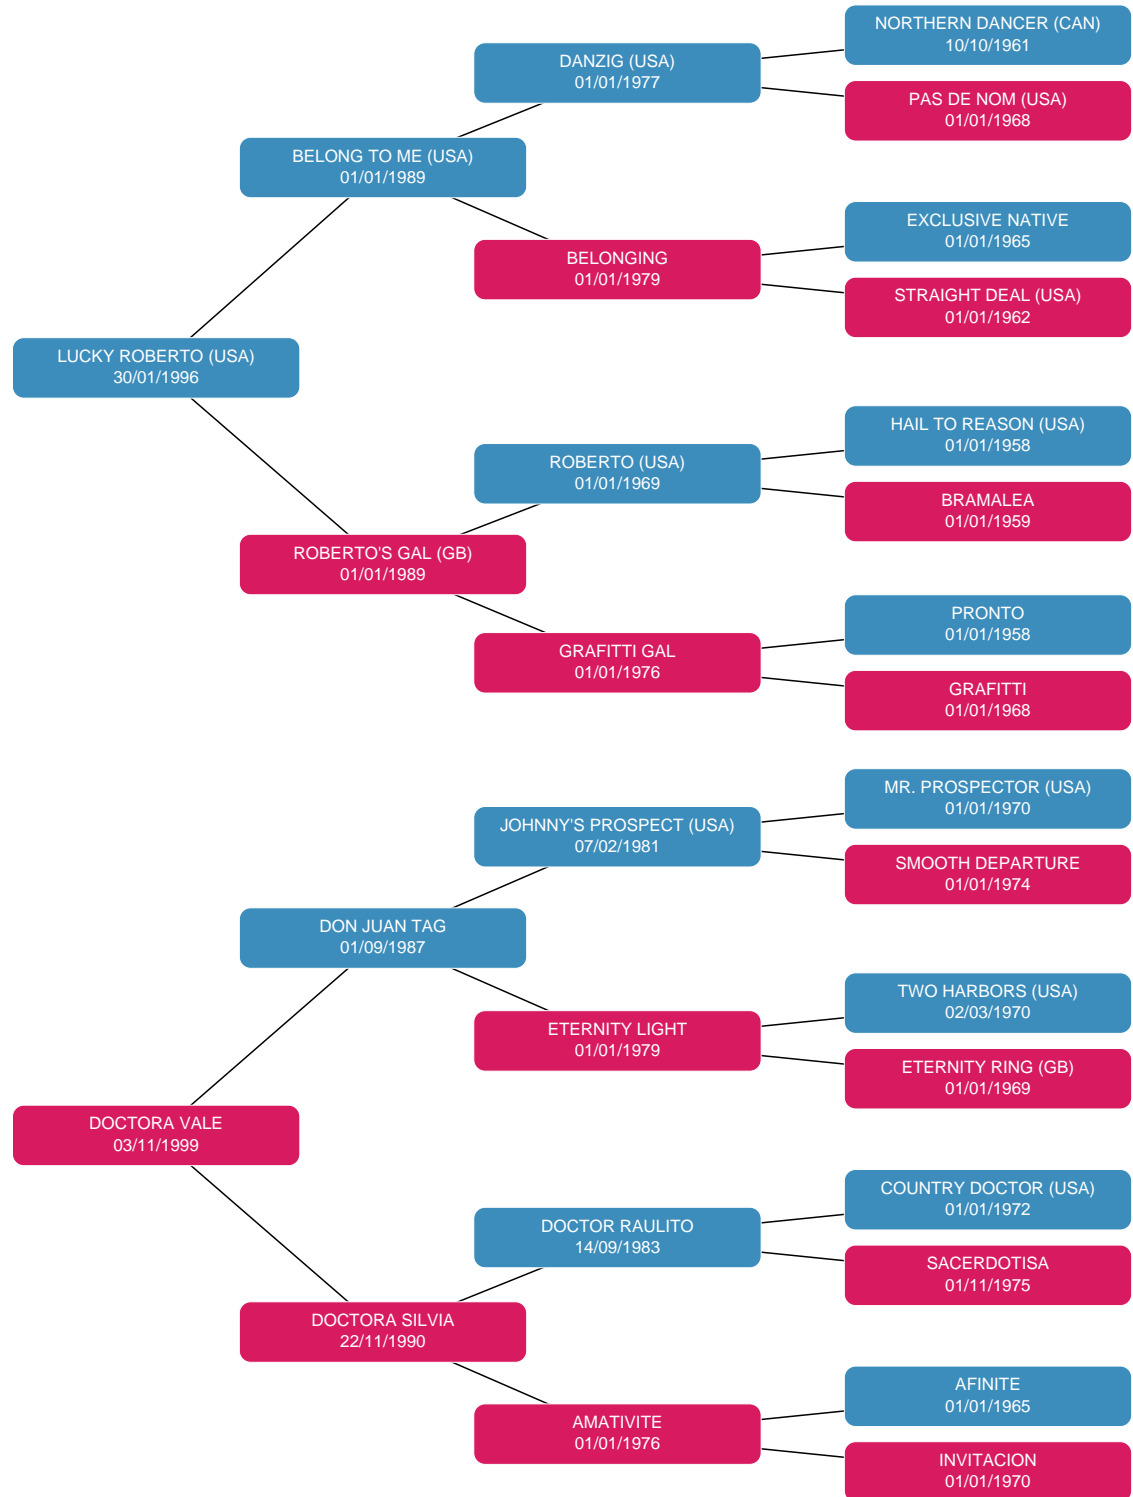 NORTHERN DANCER (CAN)
10/10/1961
DANZIG (USA)
01/01/1977
PAS DE NOM (USA)
01/01/1968
BELONG TO ME (USA)
01/01/1989
EXCLUSIVE NATIVE
01/01/1965
BELONGING
01/01/1979
STRAIGHT DEAL (USA)
01/01/1962
LUCKY ROBERTO (USA)
30/01/1996
HAIL TO REASON (USA)
01/01/1958
ROBERTO (USA)
01/01/1969
BRAMALEA
01/01/1959
ROBERTO'S GAL (GB)
01/01/1989
PRONTO
01/01/1958
GRAFITTI GAL
01/01/1976
GRAFITTI
01/01/1968
MR. PROSPECTOR (USA)
01/01/1970
JOHNNY'S PROSPECT (USA)
07/02/1981
SMOOTH DEPARTURE
01/01/1974
DON JUAN TAG
01/09/1987
TWO HARBORS (USA)
02/03/1970
ETERNITY LIGHT
01/01/1979
ETERNITY RING (GB)
01/01/1969
DOCTORA VALE
03/11/1999
COUNTRY DOCTOR (USA)
01/01/1972
DOCTOR RAULITO
14/09/1983
SACERDOTISA
01/11/1975
DOCTORA SILVIA
22/11/1990
AFINITE
01/01/1965
AMATIVITE
01/01/1976
INVITACION
01/01/1970